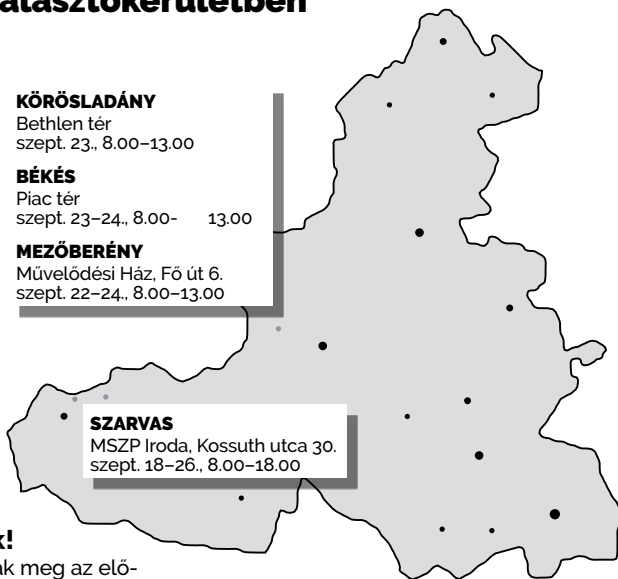 álasztókerületben
KÖRÖSLADÁNY
Bethlen tér
szept. 23., 8.00–13.00
BÉKÉS
Piac tér
szept. 23–24., 8.00- 13.00
MEZŐBERÉNY
Művelődési Ház, Fő út 6.
szept. 22–24., 8.00–13.00
SZARVAS
MSZP Iroda, Kossuth utca 30.
szept. 18–26., 8.00–18.00
k!
ak meg az elő-